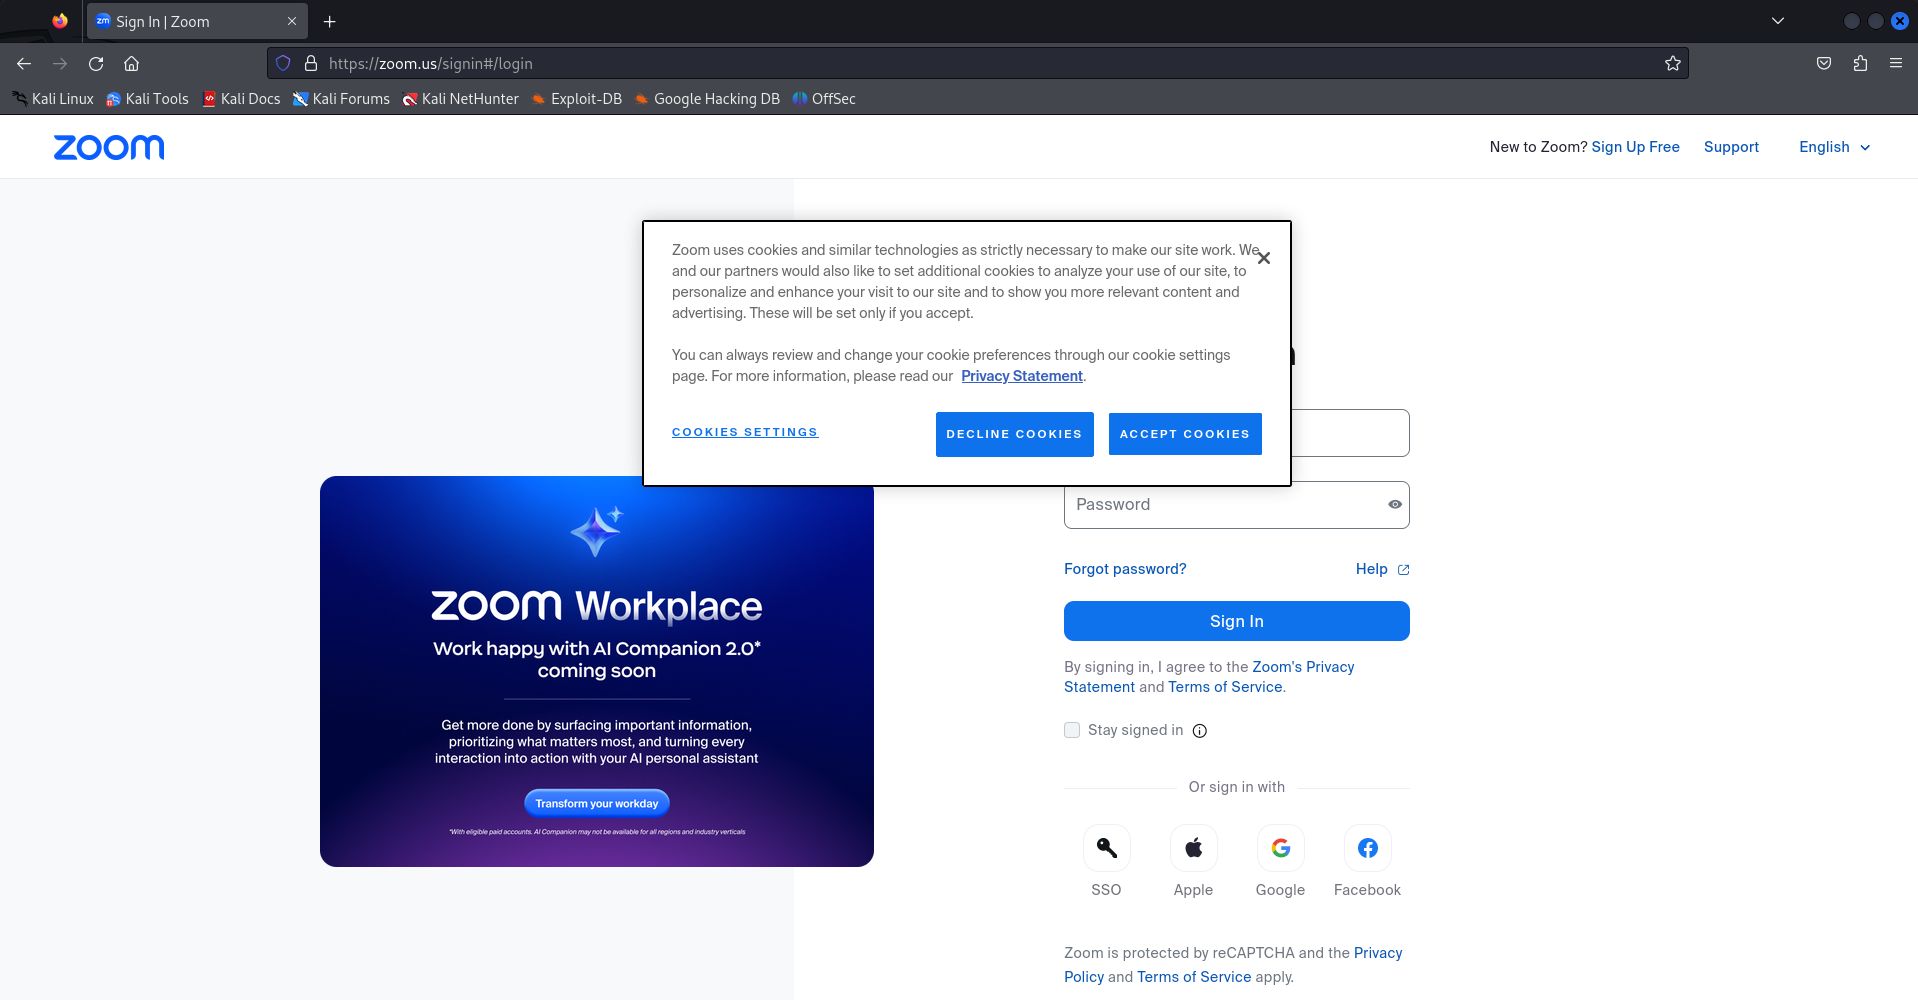 zm Sign In | Zoom
https://zoom.us/signin#/login
Kali Linux Kali Tools Kali Docs Kali Forums Kali NetHunter Exploit-DB Google Hacking DB OffSec
zoom
New to Zoom? Sign Up Free Support English
Zoom uses cookies and similar technologies as strictly necessary to make our site work. We
and our partners would also like to set additional cookies to analyze your use of our site, to
personalize and enhance your visit to our site and to show you more relevant content and
advertising. These will be set only if you accept.
You can always review and change your cookie preferences through our cookie settings
page. For more information, please read our Privacy Statement.
COOKIES SETTINGS
DECLINE COOKIES
ACCEPT COOKIES
zoom Workplace
Work happy with AI Companion 2.0*
coming soon
Get more done by surfacing important information,
prioritizing what matters most, and turning every
interaction into action with your AI personal assistant
Transform your workday
*With eligible paid accounts. AI Companion may not be available for all regions and industry verticals
Password
Forgot password? Help
Sign In
By signing in, I agree to the Zoom's Privacy
Statement and Terms of Service.
Stay signed in
Or sign in with
SSO Apple Google Facebook
Zoom is protected by reCAPTCHA and the Privacy
Policy and Terms of Service apply.